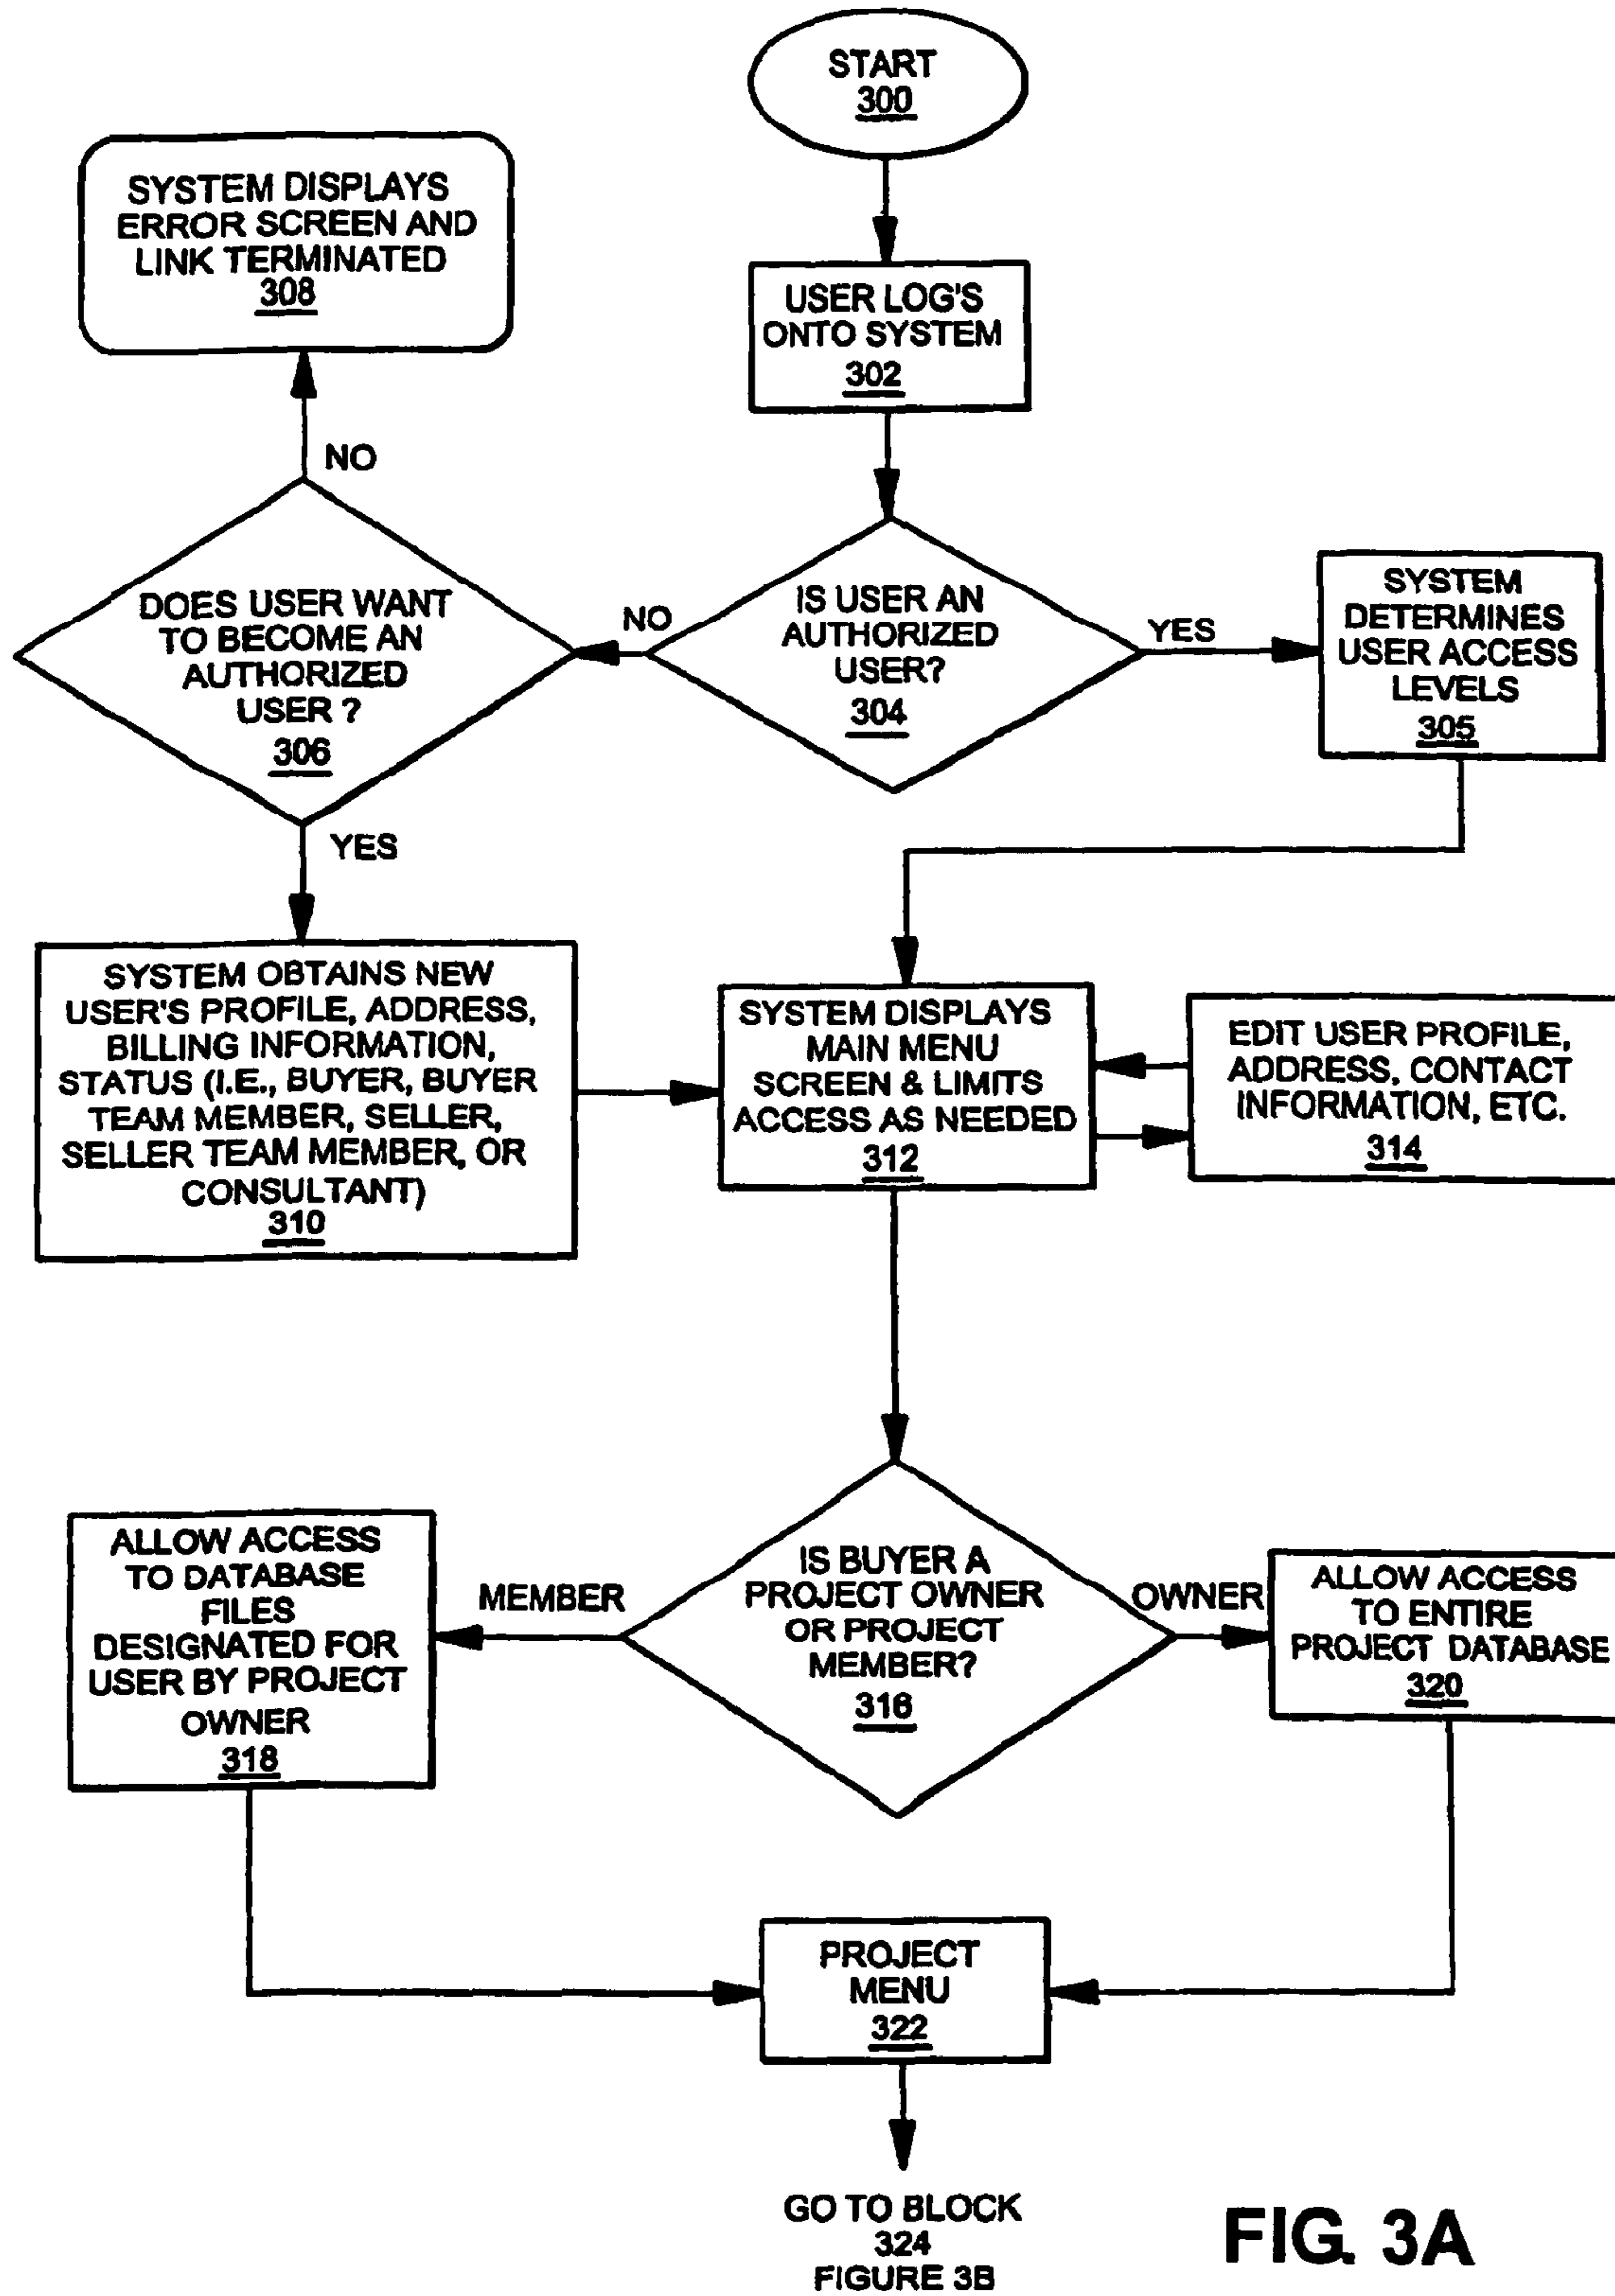 START
300
SYSTEM DISPLAYS
ERROR SCREEN AND
LINK TERMINATED
308
USER LOG'S
ONTO SYSTEM
302
NO
DOES USER WANT
TO BECOME AN
AUTHORIZED
USER ?
306
NO
IS USER AN
AUTHORIZED
USER?
304
YES
SYSTEM
DETERMINES
USER ACCESS
LEVELS
305
YES
SYSTEM OBTAINS NEW
USER'S PROFILE, ADDRESS,
BILLING INFORMATION,
STATUS (I.E., BUYER, BUYER
TEAM MEMBER, SELLER,
SELLER TEAM MEMBER, OR
CONSULTANT)
310
SYSTEM DISPLAYS
MAIN MENU
SCREEN & LIMITS
ACCESS AS NEEDED
312
EDIT USER PROFILE,
ADDRESS, CONTACT
INFORMATION, ETC.
314
ALLOW ACCESS
TO DATABASE
FILES
DESIGNATED FOR
USER BY PROJECT
OWNER
318
MEMBER
IS BUYER A
PROJECT OWNER
OR PROJECT
MEMBER?
316
OWNER
ALLOW ACCESS
TO ENTIRE
PROJECT DATABASE
320
PROJECT
MENU
322
GO TO BLOCK
324
FIGURE 3B
FIG. 3A